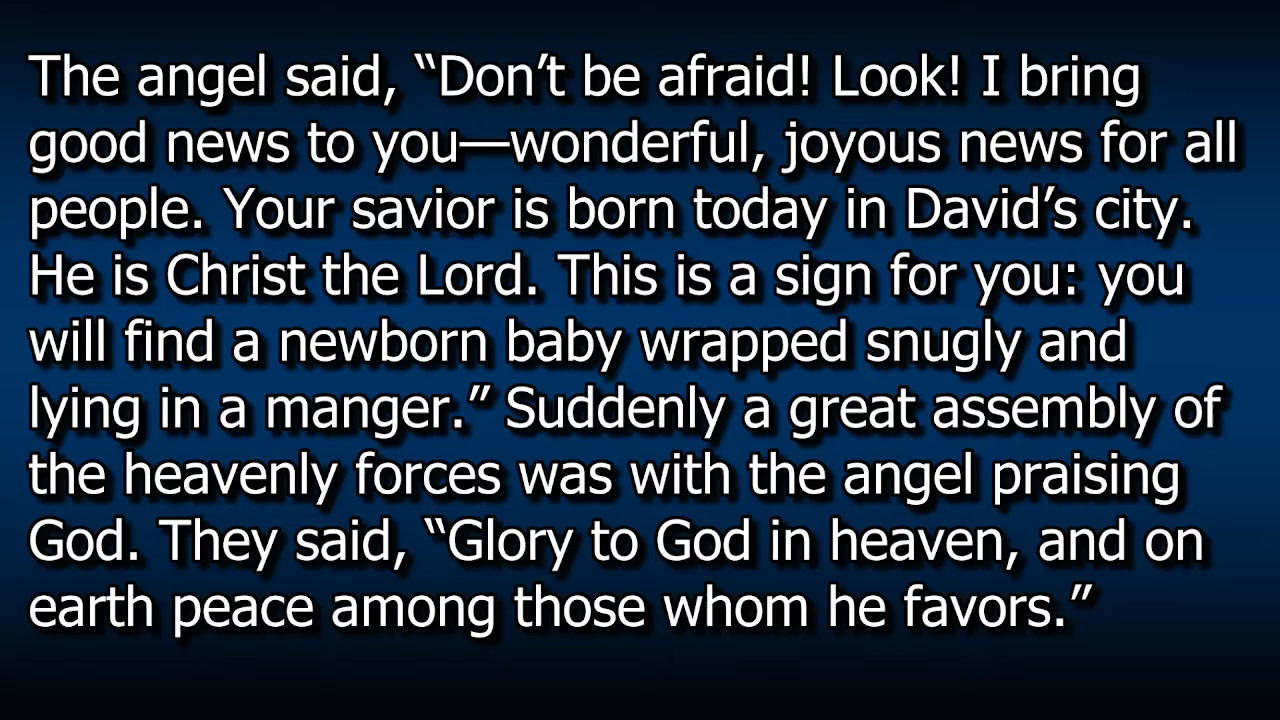 The angel said, “Don’t be afraid! Look! I bring
good news to you—wonderful, joyous news for all
people. Your savior is born today in David’s city.
He is Christ the Lord. This is a sign for you: you
will find a newborn baby wrapped snugly and
lying in a manger.” Suddenly a great assembly of
the heavenly forces was with the angel praising
God. They said, “Glory to God in heaven, and on
earth peace among those whom he favors.”